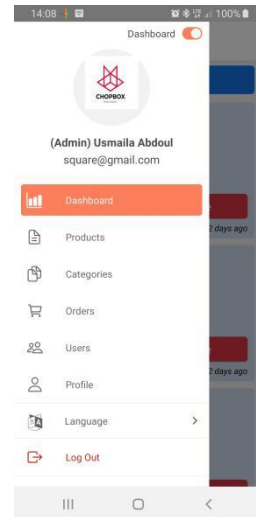 14:08
100%
Dashboard
CHOPBOX
(Admin) Usmaila Abdoul
square@gmail.com
Dashboard
Products
2 days ago
Categories
Orders
Users
2 days ago
Profile
Language
Log Out